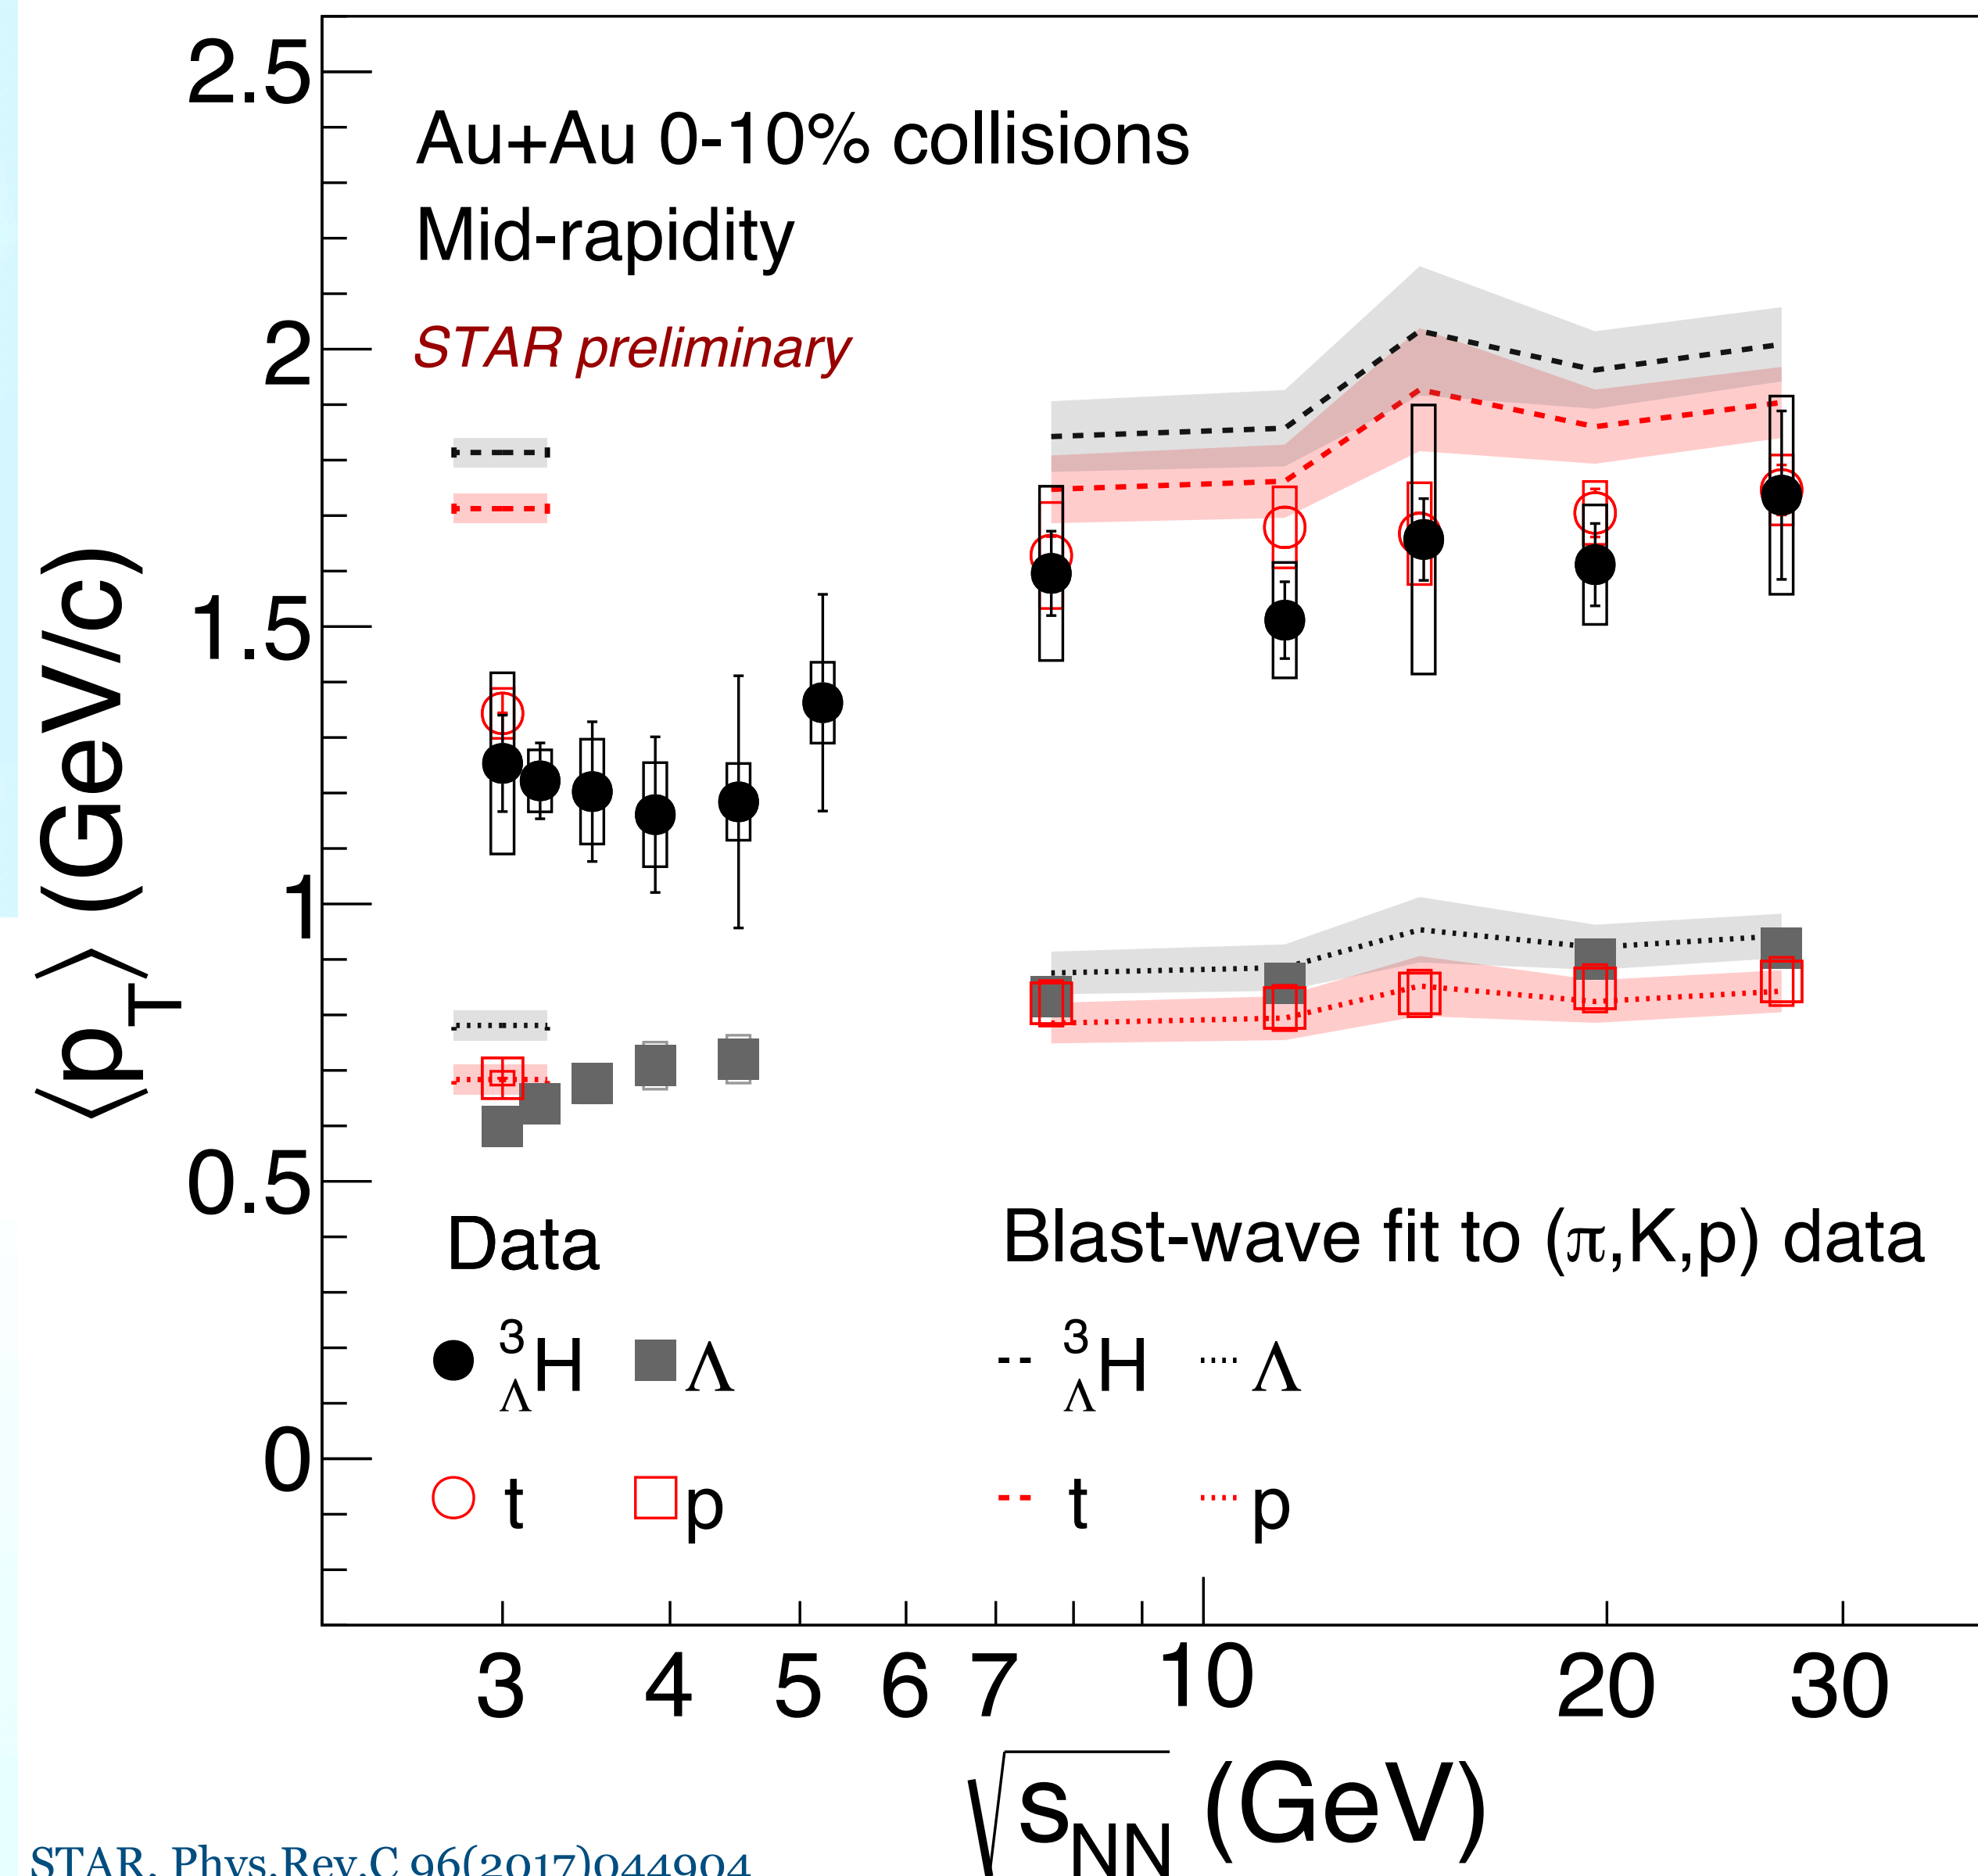 2.5
Au+Au 0-10% collisions
Mid-rapidity
2
STAR preliminary
1.5
1
0.5
0
⟨p_T⟩ (GeV/c)
Data
Blast-wave fit to (π,K,p) data
³_ΛH Λ
³_ΛH Λ
t p
t p
3 4 5 6 7 10 20 30
√s_NN (GeV)
STAR, Phys.Rev.C 96(2017)044904